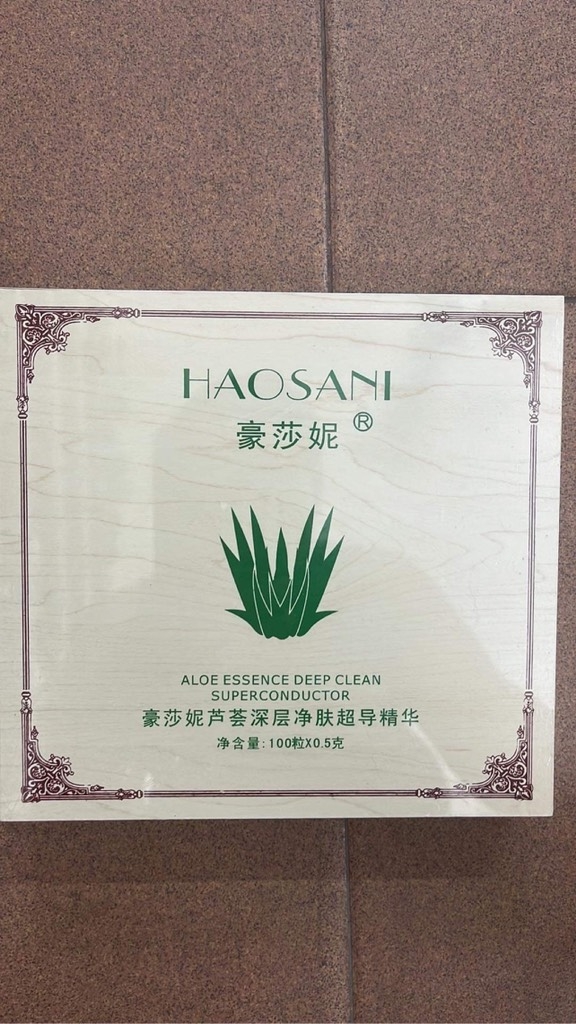 HAOSANI
豪莎妮®
ALOE ESSENCE DEEP CLEAN
SUPERCONDUCTOR
豪莎妮芦荟深层净肤超导精华
净含量:100粒X0.5克